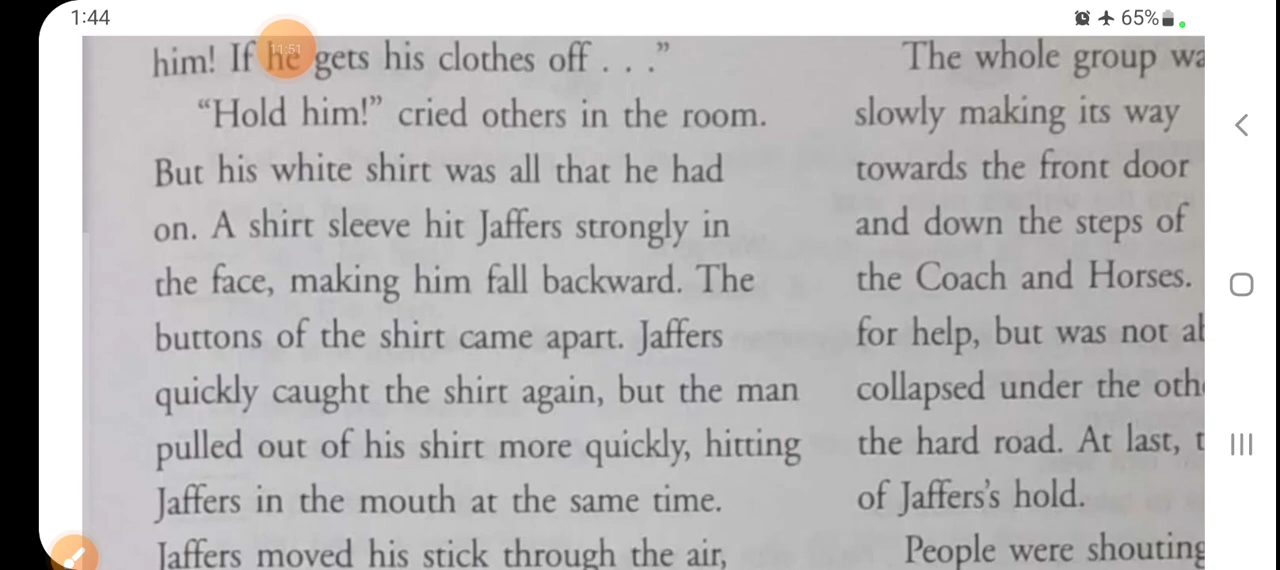 1:44
65%
11:51
him! If he gets his clothes off . . .”
“Hold him!” cried others in the room.
But his white shirt was all that he had
on. A shirt sleeve hit Jaffers strongly in
the face, making him fall backward. The
buttons of the shirt came apart. Jaffers
quickly caught the shirt again, but the man
pulled out of his shirt more quickly, hitting
Jaffers in the mouth at the same time.
Jaffers moved his stick through the air,
The whole group
slowly making its way
towards the front door
and down the steps of
the Coach and Horses.
for help, but was not
collapsed under the
the hard road. At last,
of Jaffers’s hold.
People were shouting